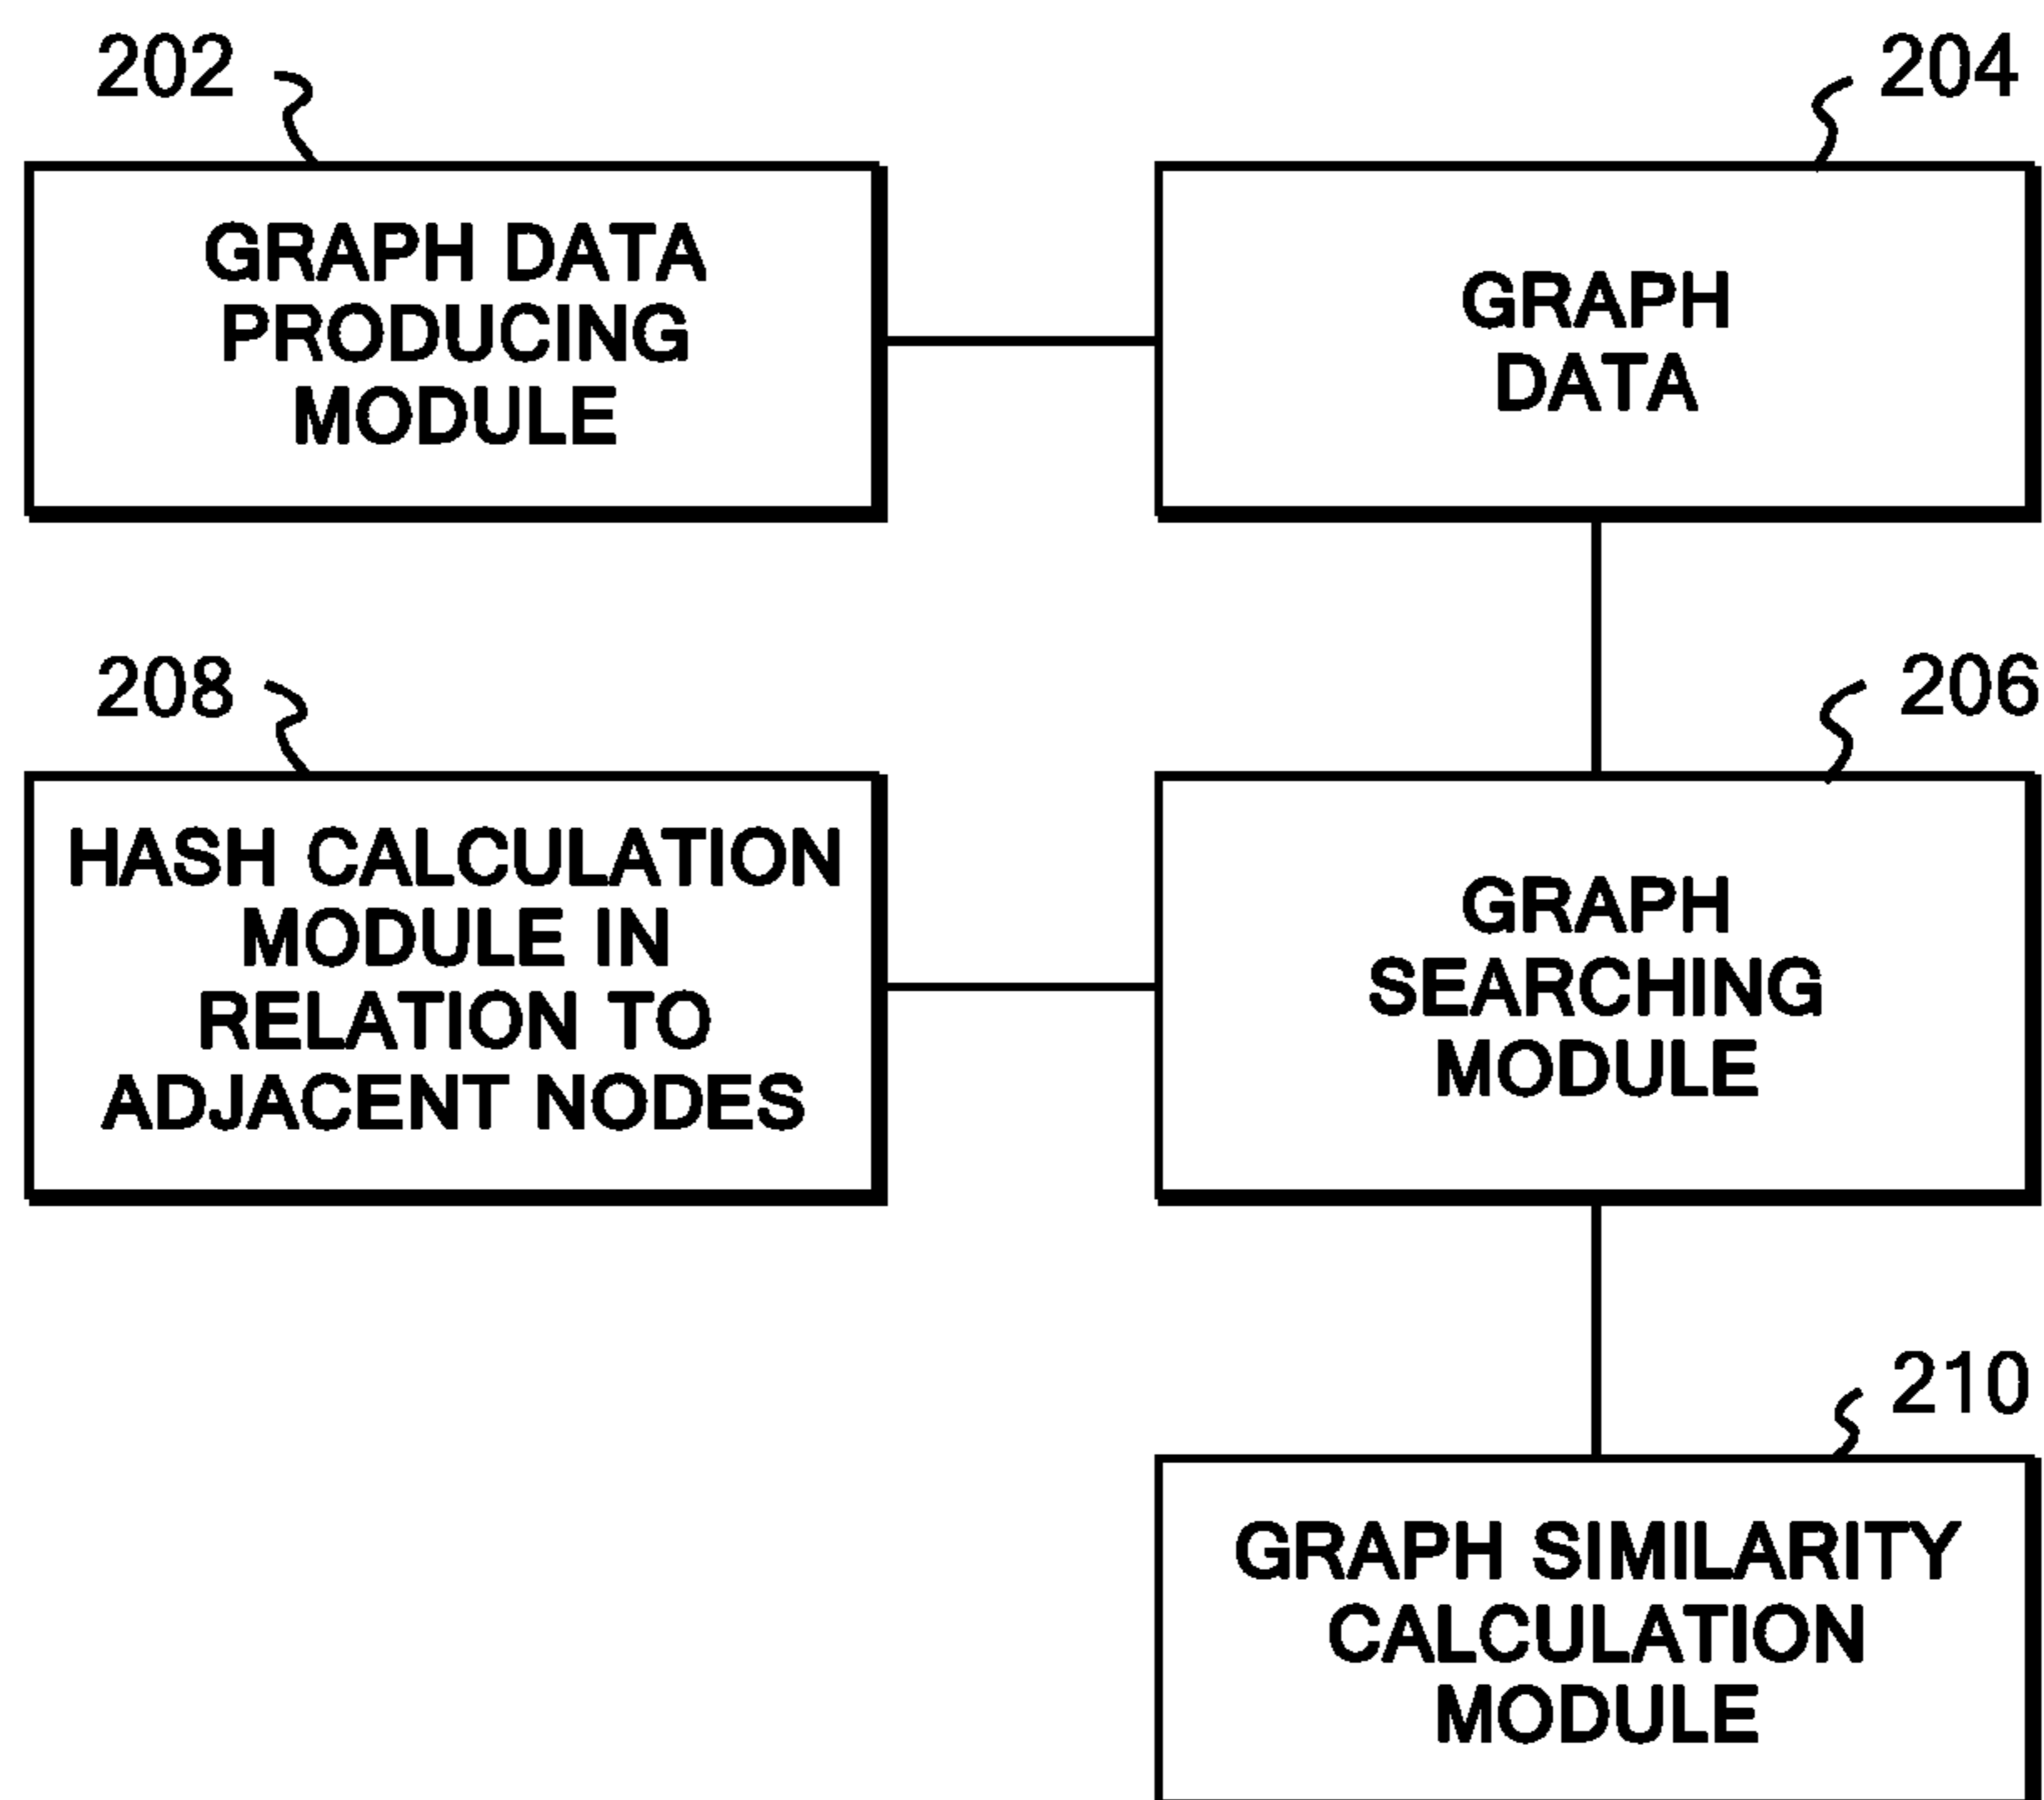 202
GRAPH DATA
PRODUCING
MODULE
204
GRAPH
DATA
208
HASH CALCULATION
MODULE IN
RELATION TO
ADJACENT NODES
206
GRAPH
SEARCHING
MODULE
210
GRAPH SIMILARITY
CALCULATION
MODULE